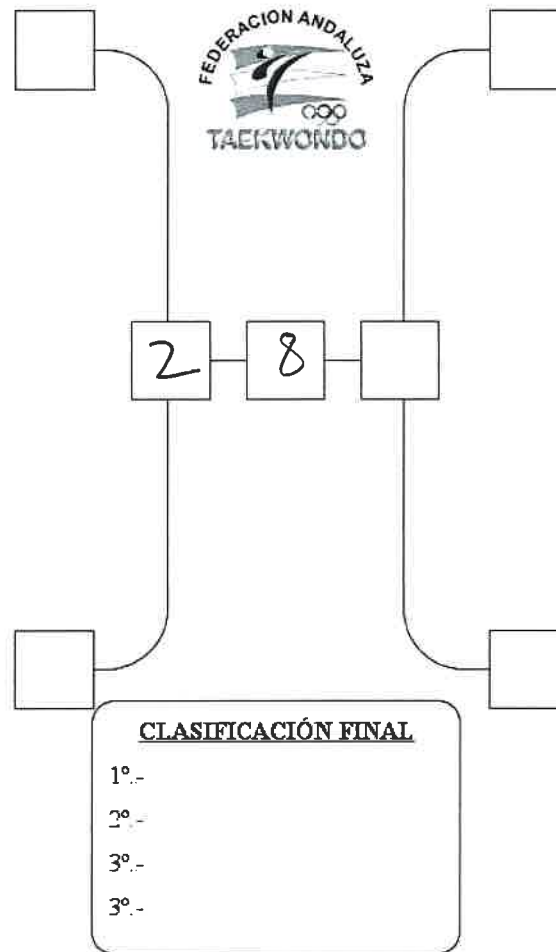 FEDERACION ANDALUZA
TAEKWONDO
2 8
CLASIFICACIÓN FINAL
1º.-
2º.-
3º.-
3º.-